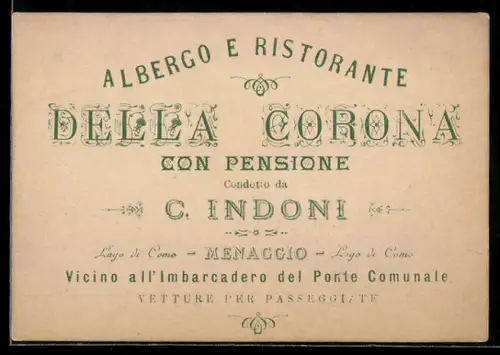 ALBERGO E RISTORANTE
DELLA CORONA
CON PENSIONE
Condotto da
C. INDONI
Lago di Como - MENAGGIO - Lago di Como
Vicino all'Imbarcadero del Ponte Comunale
VETTURE PER PASSEGGIATE